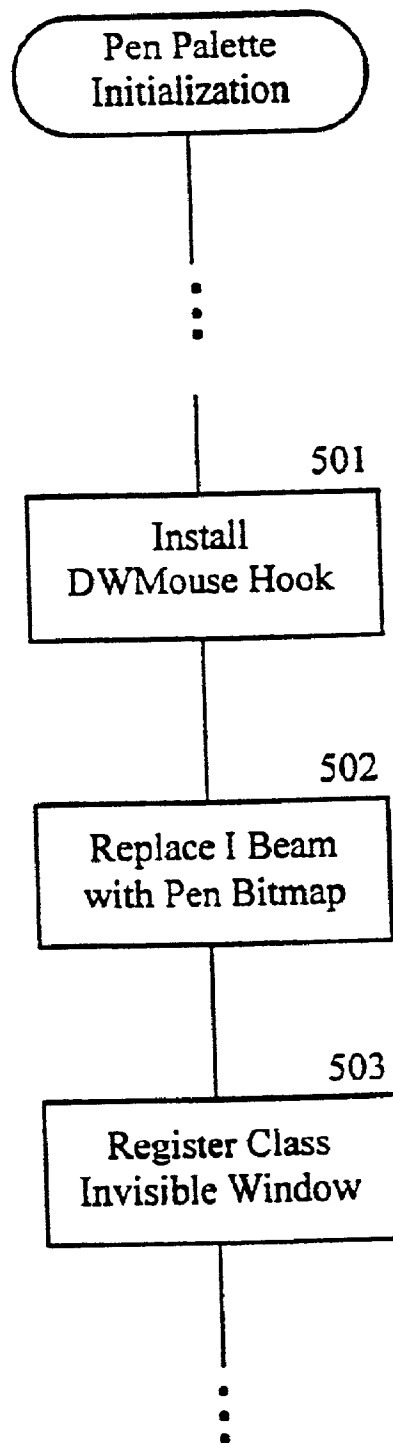 Pen Palette
Initialization
501
Install
DWMouse Hook
502
Replace I Beam
with Pen Bitmap
503
Register Class
Invisible Window